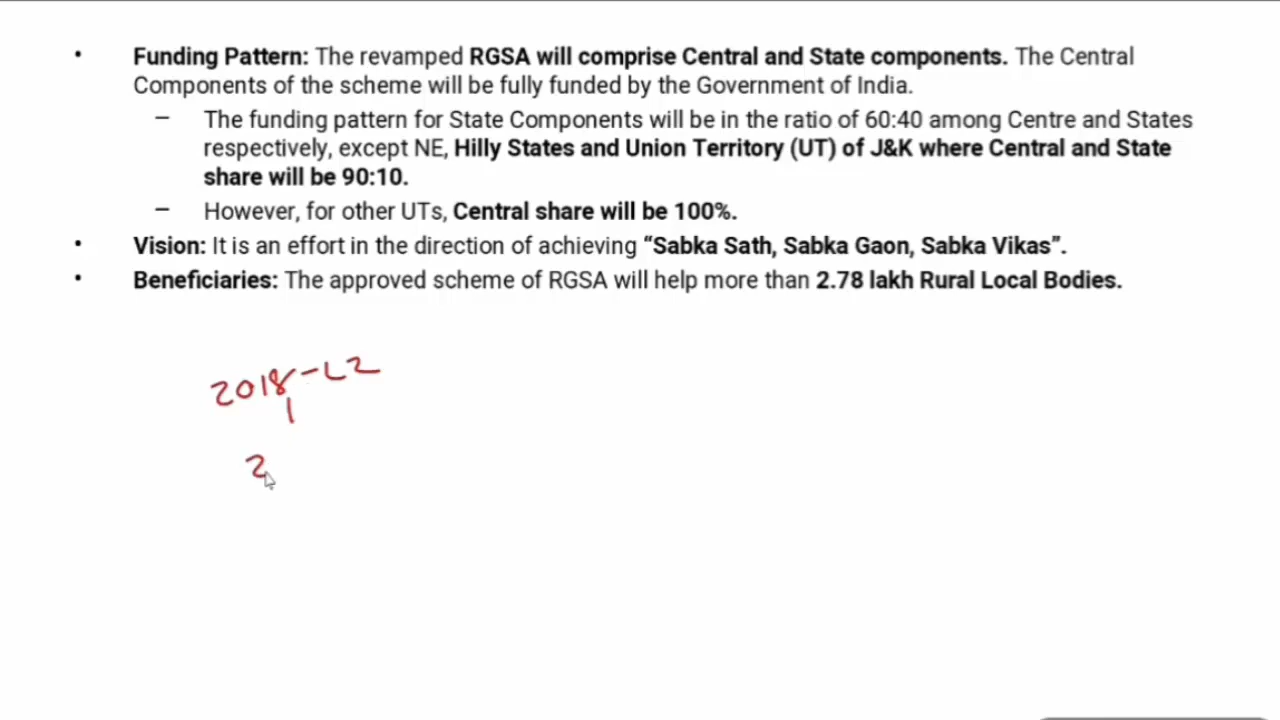 • Funding Pattern: The revamped RGSA will comprise Central and State components. The Central
Components of the scheme will be fully funded by the Government of India.
– The funding pattern for State Components will be in the ratio of 60:40 among Centre and States
respectively, except NE, Hilly States and Union Territory (UT) of J&K where Central and State
share will be 90:10.
– However, for other UTs, Central share will be 100%.
• Vision: It is an effort in the direction of achieving “Sabka Sath, Sabka Gaon, Sabka Vikas”.
• Beneficiaries: The approved scheme of RGSA will help more than 2.78 lakh Rural Local Bodies.
2018-22
2